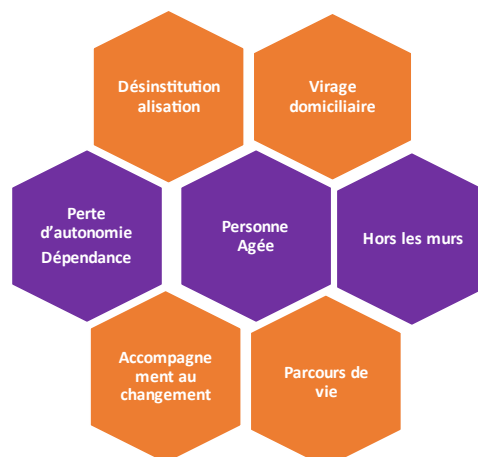 Désinstitution
alisation
Virage
domiciliaire
Perte
d'autonomie
Dépendance
Personne
Agée
Hors les murs
Accompagne
ment au
changement
Parcours de
vie